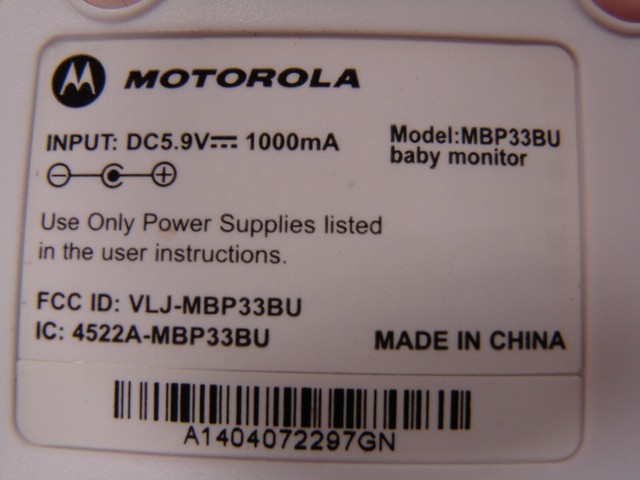 MOTOROLA
INPUT: DC5.9V⎓ 1000mA
Model:MBP33BU
baby monitor
Use Only Power Supplies listed
in the user instructions.
FCC ID: VLJ-MBP33BU
IC: 4522A-MBP33BU
MADE IN CHINA
A1404072297GN